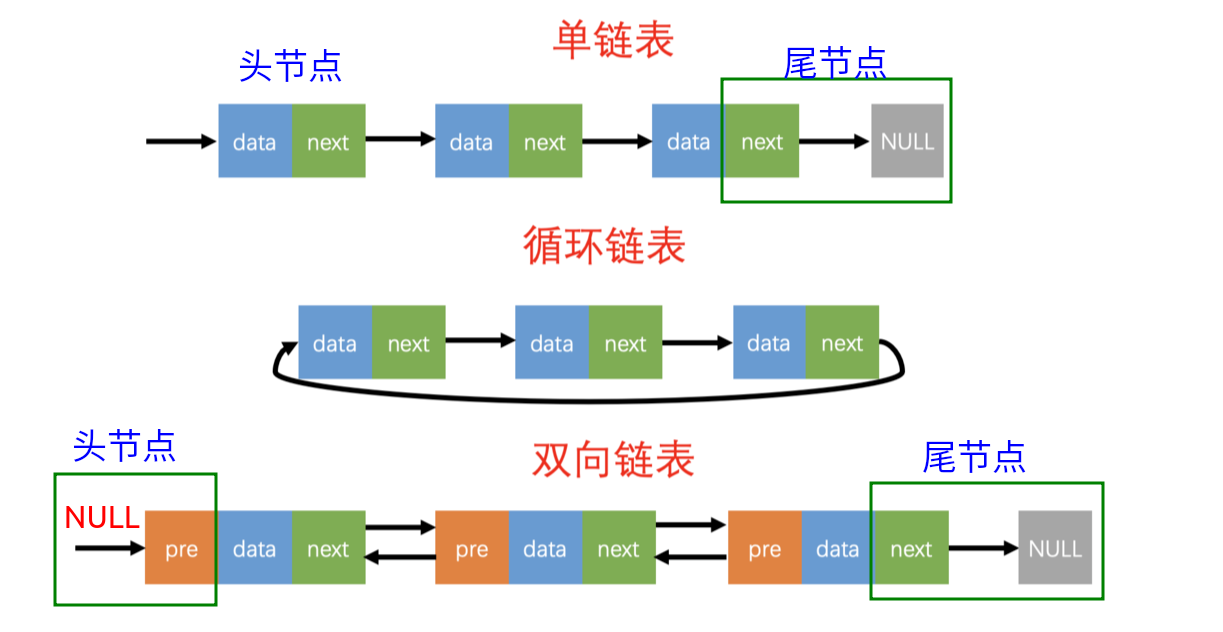 单链表
头节点 尾节点
data next data next data next NULL
循环链表
data next data next data next
双向链表
头节点 尾节点
NULL
pre data next pre data next pre data next NULL